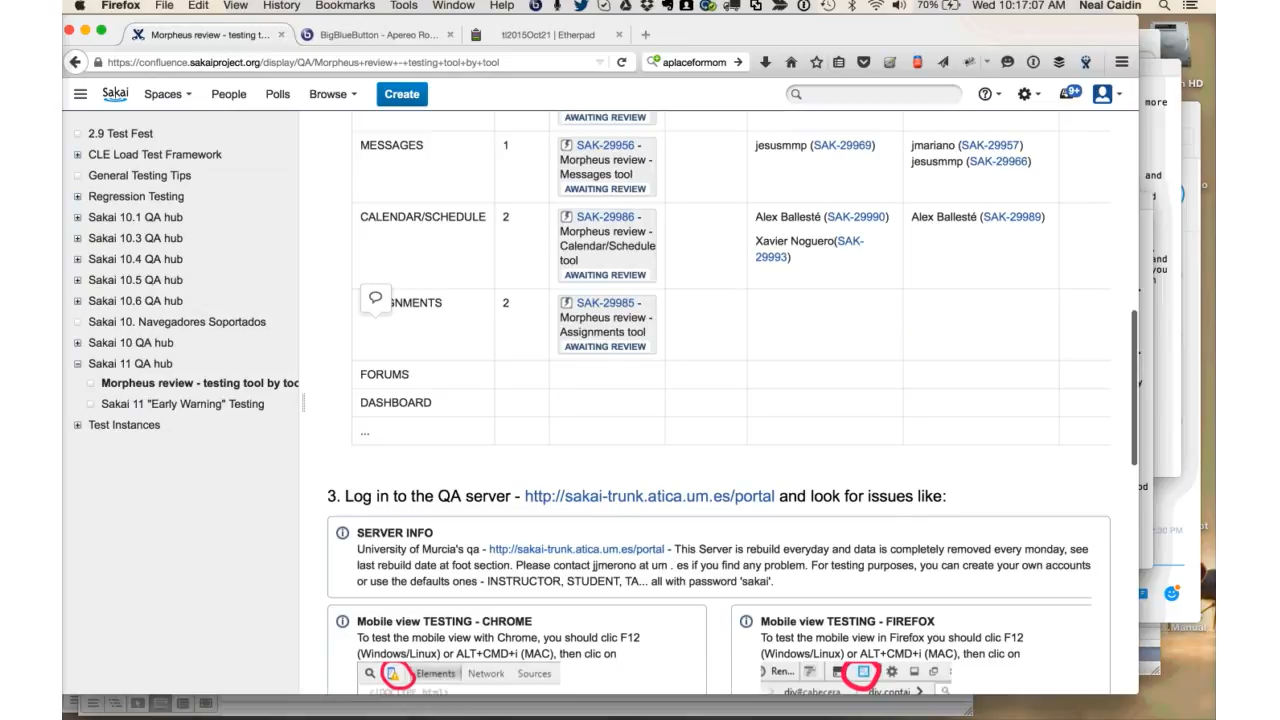 Firefox File Edit View History Bookmarks Tools Window Help 70% Wed 10:17:07 AM Neal Caidin
Morpheus review - testing t... × BigBlueButton - Apereo Ro... × tl2015Oct21 | Etherpad × +
https://confluence.sakaiproject.org/display/QA/Morpheus+review+-+testing+tool+by+tool aplaceformom
Sakai Spaces People Polls Browse Create 9+
2.9 Test Fest
CLE Load Test Framework
General Testing Tips
Regression Testing
Sakai 10.1 QA hub
Sakai 10.3 QA hub
Sakai 10.4 QA hub
Sakai 10.5 QA hub
Sakai 10.6 QA hub
Sakai 10. Navegadores Soportados
Sakai 10 QA hub
Sakai 11 QA hub
Morpheus review - testing tool by too
Sakai 11 "Early Warning" Testing
Test Instances
AWAITING REVIEW
MESSAGES 1 SAK-29956 - jesusmmp (SAK-29969) jmariano (SAK-29957)
Morpheus review - jesusmmp (SAK-29966)
Messages tool
AWAITING REVIEW
CALENDAR/SCHEDULE 2 SAK-29986 - Alex Ballesté (SAK-29990) Alex Ballesté (SAK-29989)
Morpheus review - Xavier Noguero(SAK-
Calendar/Schedule 29993)
tool
AWAITING REVIEW
GNMENTS 2 SAK-29985 -
Morpheus review -
Assignments tool
AWAITING REVIEW
FORUMS
DASHBOARD
...
3. Log in to the QA server - http://sakai-trunk.atica.um.es/portal and look for issues like:
SERVER INFO
University of Murcia's qa - http://sakai-trunk.atica.um.es/portal - This Server is rebuild everyday and data is completely removed every monday, see
last rebuild date at foot section. Please contact jjmerono at um . es if you find any problem. For testing purposes, you can create your own accounts
or use the defaults ones - INSTRUCTOR, STUDENT, TA... all with password 'sakai'.
Mobile view TESTING - CHROME
To test the mobile view with Chrome, you should clic F12
(Windows/Linux) or ALT+CMD+i (MAC), then clic on
Elements Network Sources
<!DOCTYPE html>
Mobile view TESTING - FIREFOX
To test the mobile view in Firefox you should clic F12
(Windows/Linux) or ALT+CMD+i (MAC), then clic on
Ren...
div#cabecera div.contai
HD
more
and
and
you
od
Manual